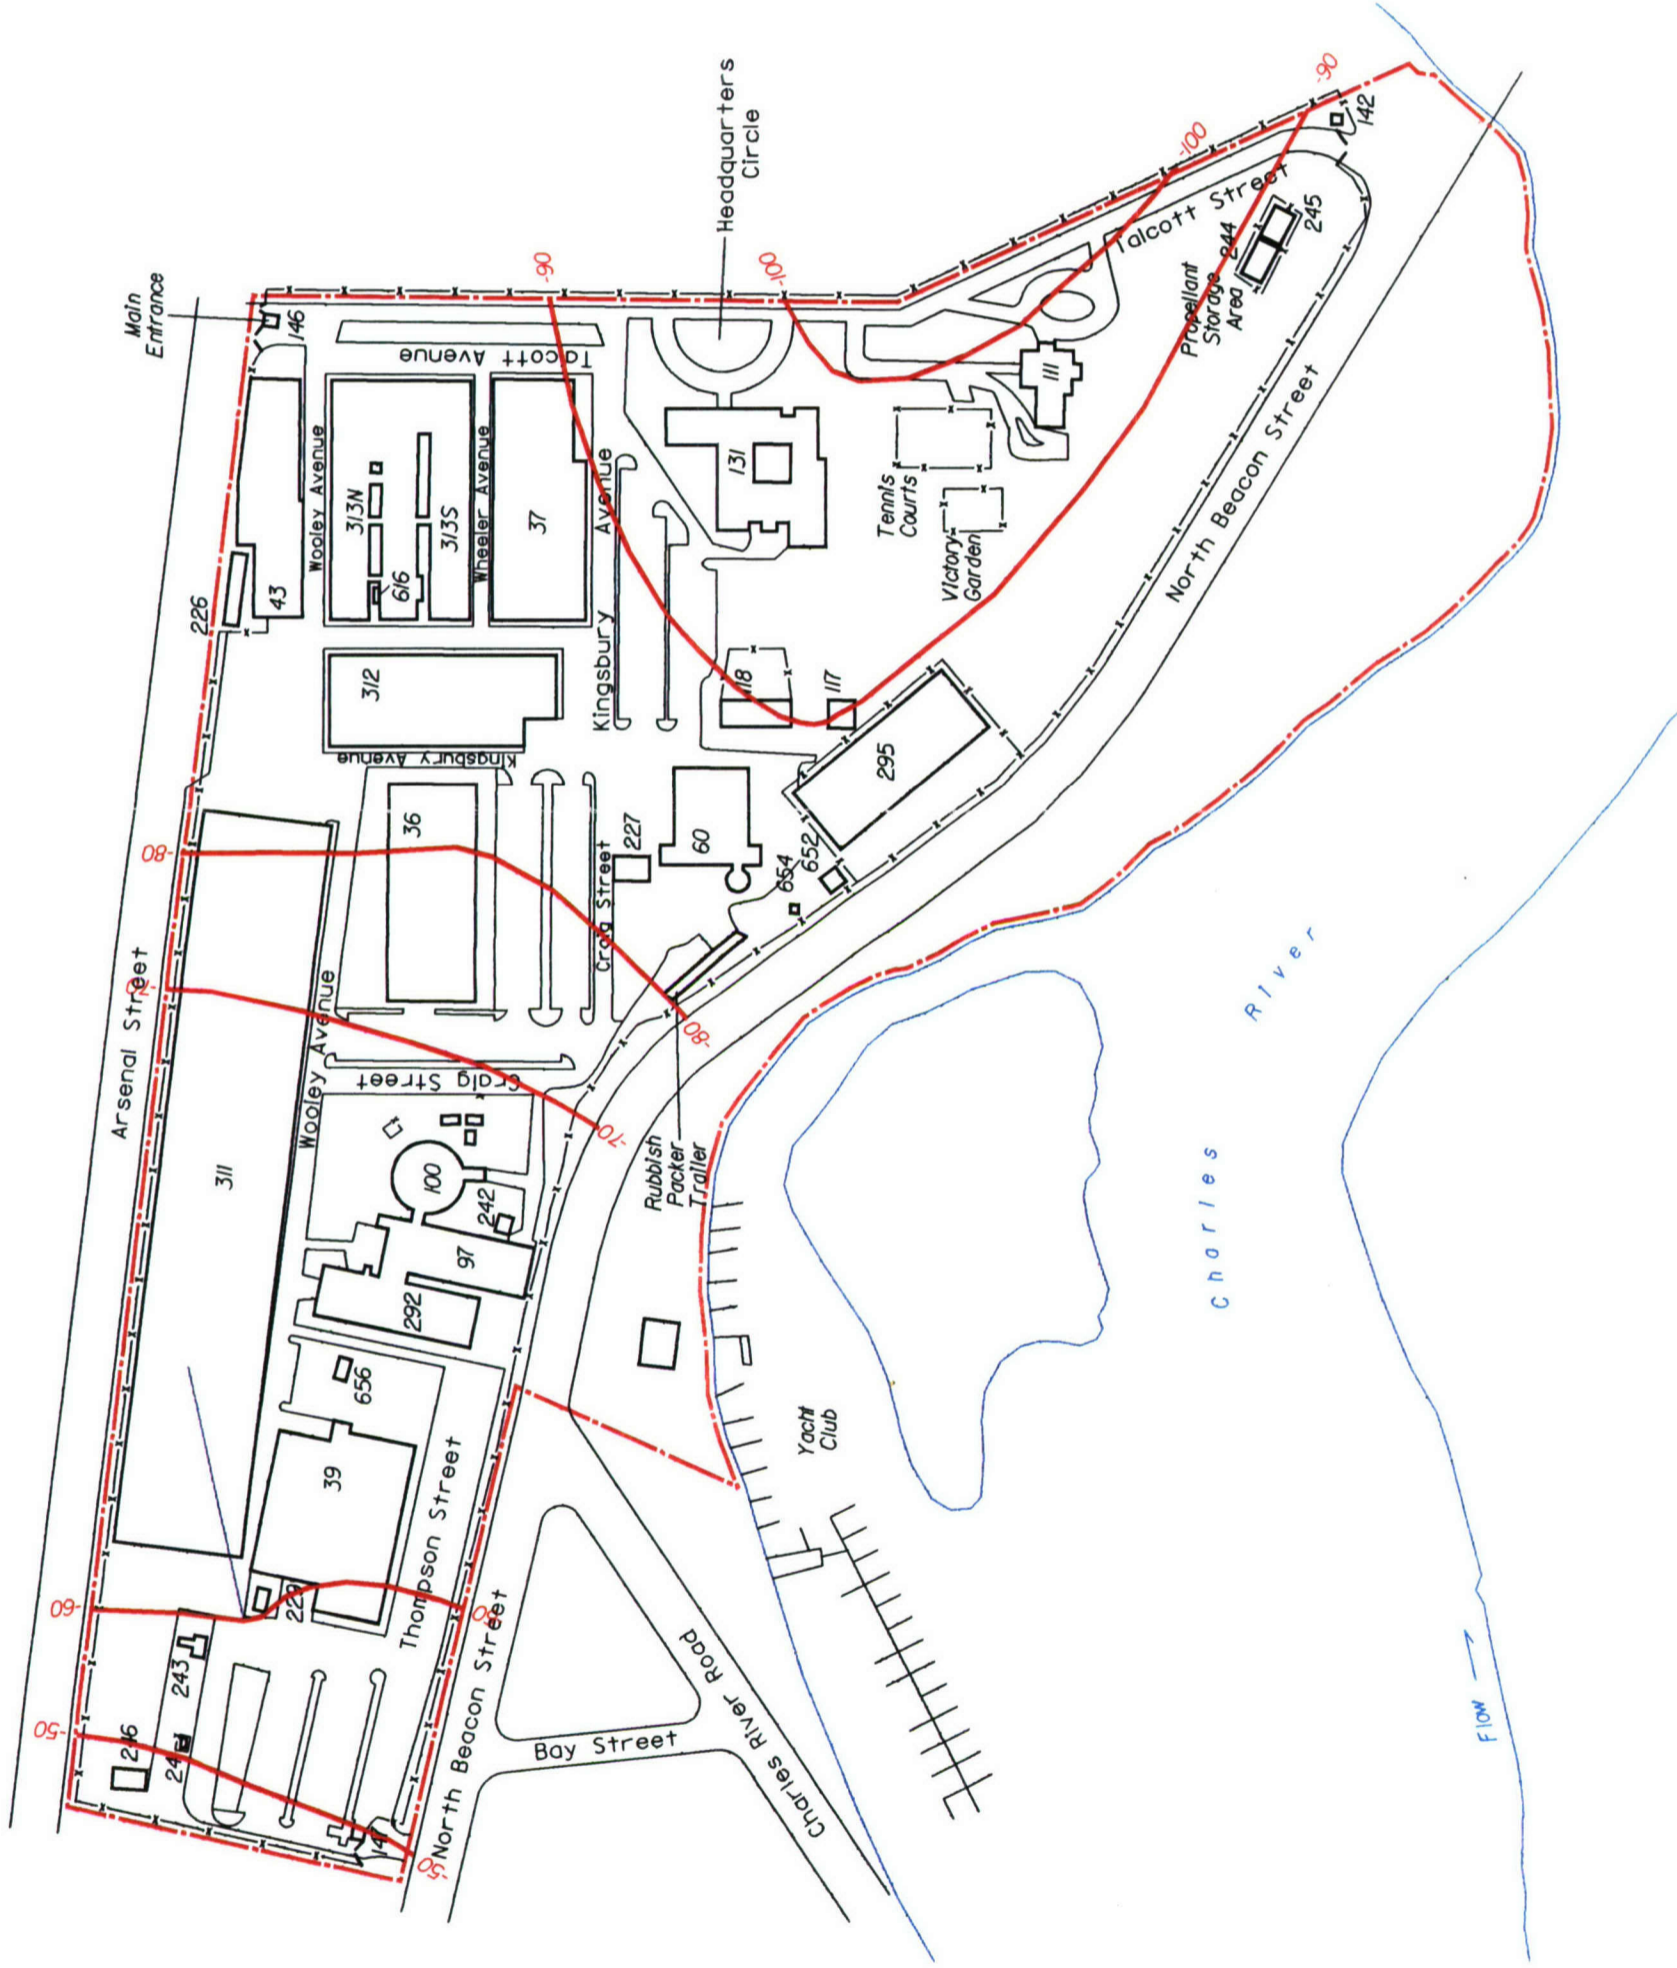 Main
Entrance
146
Headquarters
Circle
-90
-100
-100
-90
142
Talcott Street
Talcott Avenue
244
245
Propellant
Storage
Area
111
Tennis
Courts
Victory
Garden
131
37
Wheeler Avenue
313S
313N
616
Wooley Avenue
43
226
312
Kingsbury Avenue
Kingsbury Avenue
118
117
295
North Beacon Street
36
227
60
652
654
Craig Street
-80
-80
Arsenal Street
-70
-70
Wooley Avenue
Craig Street
Rubbish
Packer
Trailer
311
100
242
97
292
656
39
Thompson Street
229
-60
243
246
-50
147
-50
North Beacon Street
Bay Street
Charles River Road
Yacht
Club
Charles River
Flow